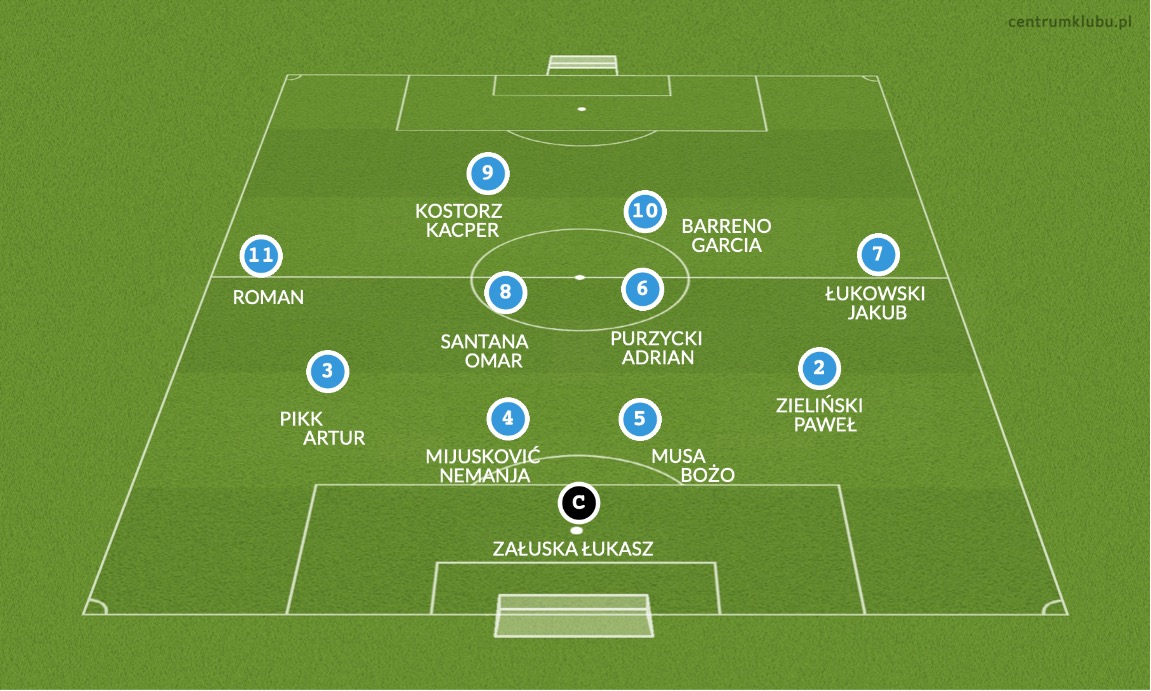 centrumklubu.pl
9
KOSTORZ
KACPER
10
BARRENO
GARCIA
11
ROMAN
7
ŁUKOWSKI
JAKUB
8
SANTANA
OMAR
6
PURZYCKI
ADRIAN
3
PIKK
ARTUR
2
ZIELIŃSKI
PAWEŁ
4
MIJUSKOVIĆ
NEMANJA
5
MUSA
BOŻO
C
ZAŁUSKA ŁUKASZ